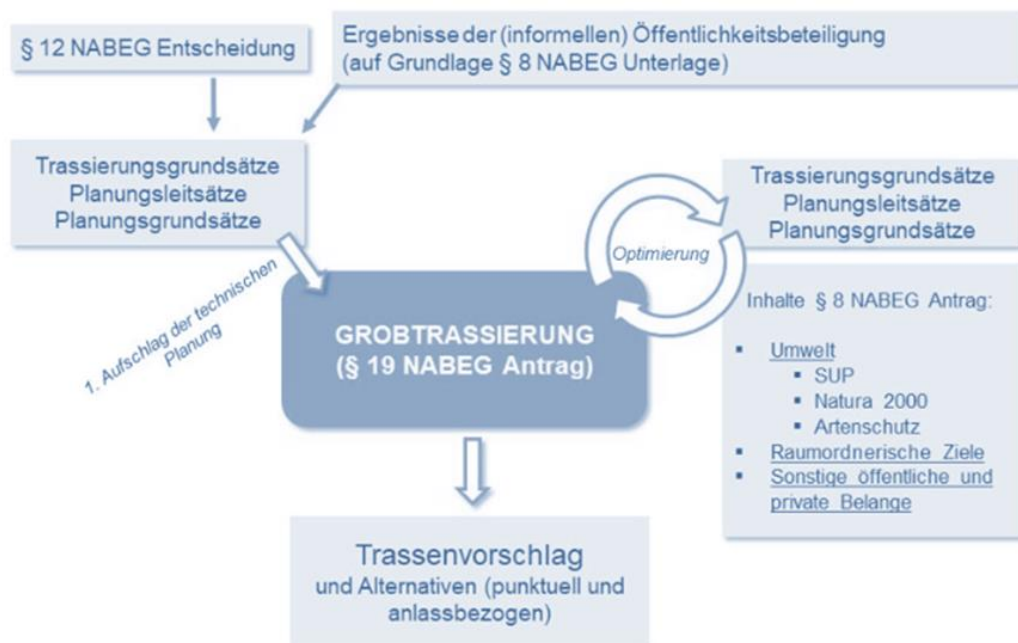 § 12 NABEG Entscheidung
Ergebnisse der (informellen) Öffentlichkeitsbeteiligung
(auf Grundlage § 8 NABEG Unterlage)
Trassierungsgrundsätze
Planungsleitsätze
Planungsgrundsätze
1. Aufschlag der technischen
Planung
Optimierung
Trassierungsgrundsätze
Planungsleitsätze
Planungsgrundsätze
GROBTRASSIERUNG
(§ 19 NABEG Antrag)
Inhalte § 8 NABEG Antrag:
▪ Umwelt
▪ SUP
▪ Natura 2000
▪ Artenschutz
▪ Raumordnerische Ziele
▪ Sonstige öffentliche und
private Belange
Trassenvorschlag
und Alternativen (punktuell und
anlassbezogen)